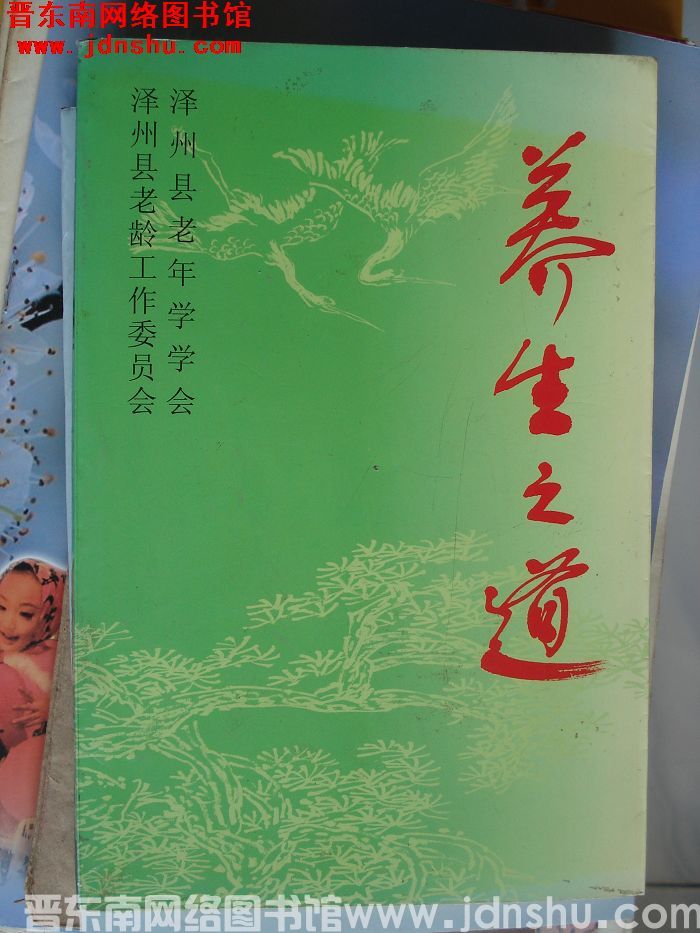 晋东南网络图书馆
www.jdnshu.com
养生之道
泽州县老年学学会
泽州县老龄工作委员会
晋东南网络图书馆www.jdnshu.com